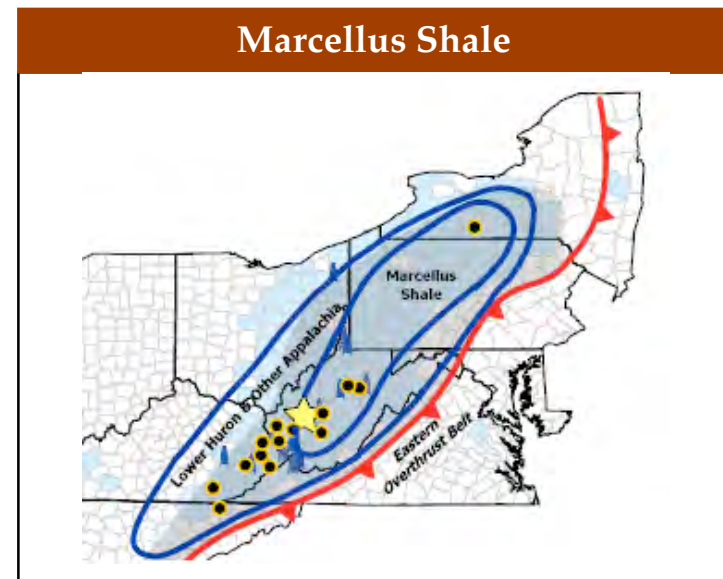 Marcellus Shale
Marcellus
Shale
Lower Huron & Other Appalachia
Eastern
Overthrust Belt